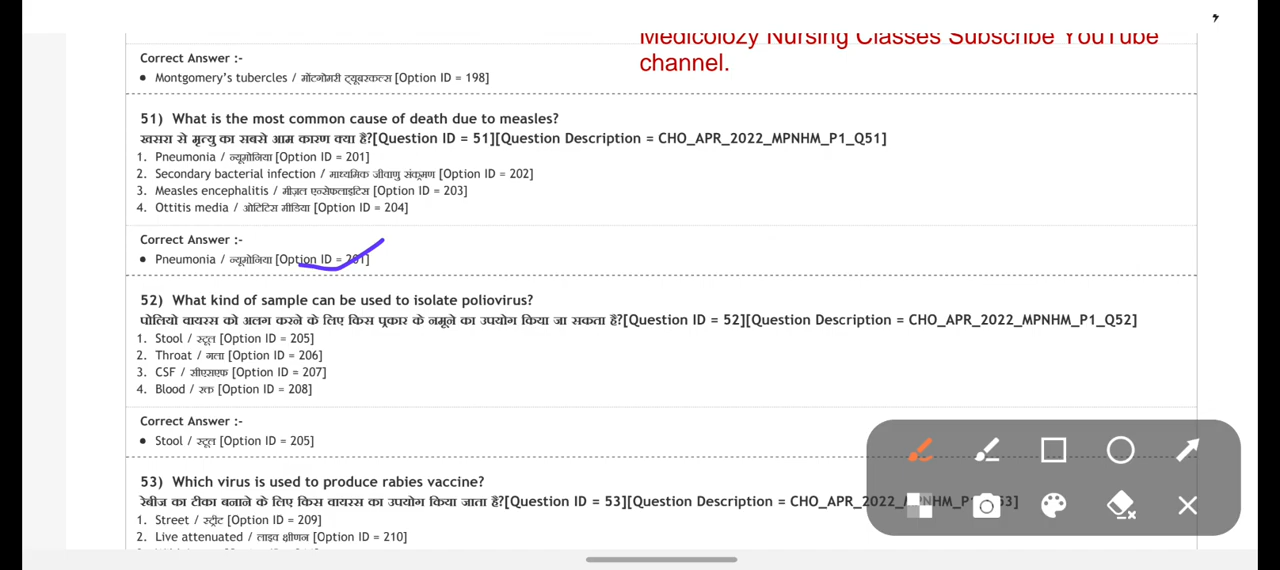 Medicolozy Nursing Classes Subscribe YouTube
channel.
Correct Answer :-
Montgomery's tubercles / मोंटगोमरी ट्यूबरकल्स [Option ID = 198]
51) What is the most common cause of death due to measles?
खसरा से मृत्यु का सबसे आम कारण क्या है?[Question ID = 51][Question Description = CHO_APR_2022_MPNHM_P1_Q51]
1. Pneumonia / न्यूमोनिया [Option ID = 201]
2. Secondary bacterial infection / माध्यमिक जीवाणु संक्रमण [Option ID = 202]
3. Measles encephalitis / मीज़ल एन्सेफलाइटिस [Option ID = 203]
4. Ottitis media / ओटिटिस मीडिया [Option ID = 204]
Correct Answer :-
Pneumonia / न्यूमोनिया [Option ID = 201]
52) What kind of sample can be used to isolate poliovirus?
पोलियो वायरस को अलग करने के लिए किस प्रकार के नमूने का उपयोग किया जा सकता है?[Question ID = 52][Question Description = CHO_APR_2022_MPNHM_P1_Q52]
1. Stool / स्टूल [Option ID = 205]
2. Throat / गला [Option ID = 206]
3. CSF / सीएसएफ [Option ID = 207]
4. Blood / रक्त [Option ID = 208]
Correct Answer :-
Stool / स्टूल [Option ID = 205]
53) Which virus is used to produce rabies vaccine?
रेबीज का टीका बनाने के लिए किस वायरस का उपयोग किया जाता है?[Question ID = 53][Question Description = CHO_APR_2022_MPNHM_P1_Q53]
1. Street / स्ट्रीट [Option ID = 209]
2. Live attenuated / लाइव क्षीणन [Option ID = 210]